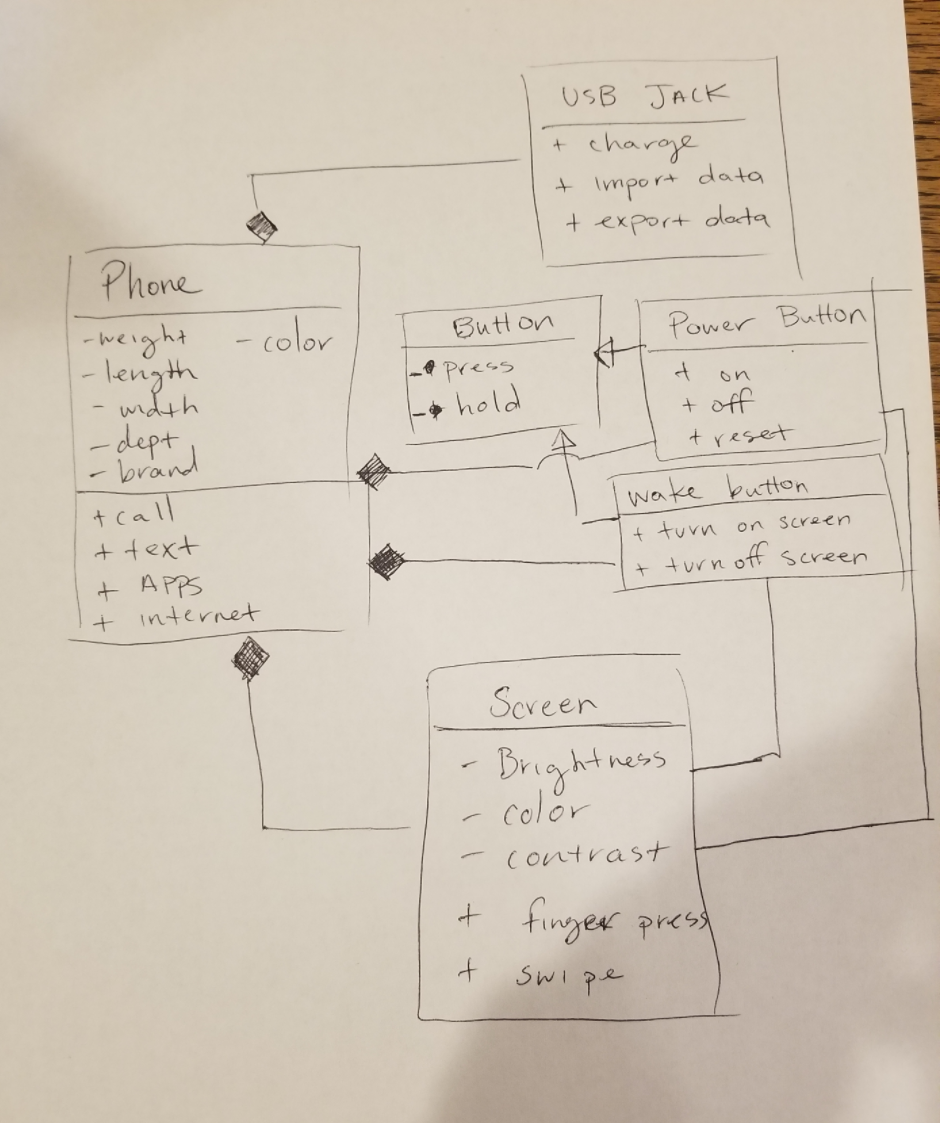 USB JACK
+ charge
+ import data
+ export data
Phone
- weight - color
- length
- width
- dept
- brand
+ call
+ text
+ APPS
+ internet
Button
- press
- hold
Power Button
+ on
+ off
+ reset
wake button
+ turn on screen
+ turn off screen
Screen
- Brightness
- color
- contrast
+ finger press
+ swipe